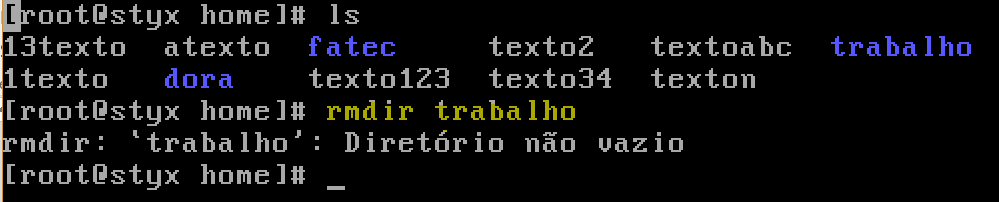 [root@styx home]# ls
13texto atexto fatec texto2 textoabc trabalho
1texto dora texto123 texto34 texton
[root@styx home]# rmdir trabalho
rmdir: `trabalho': Diretório não vazio
[root@styx home]# _